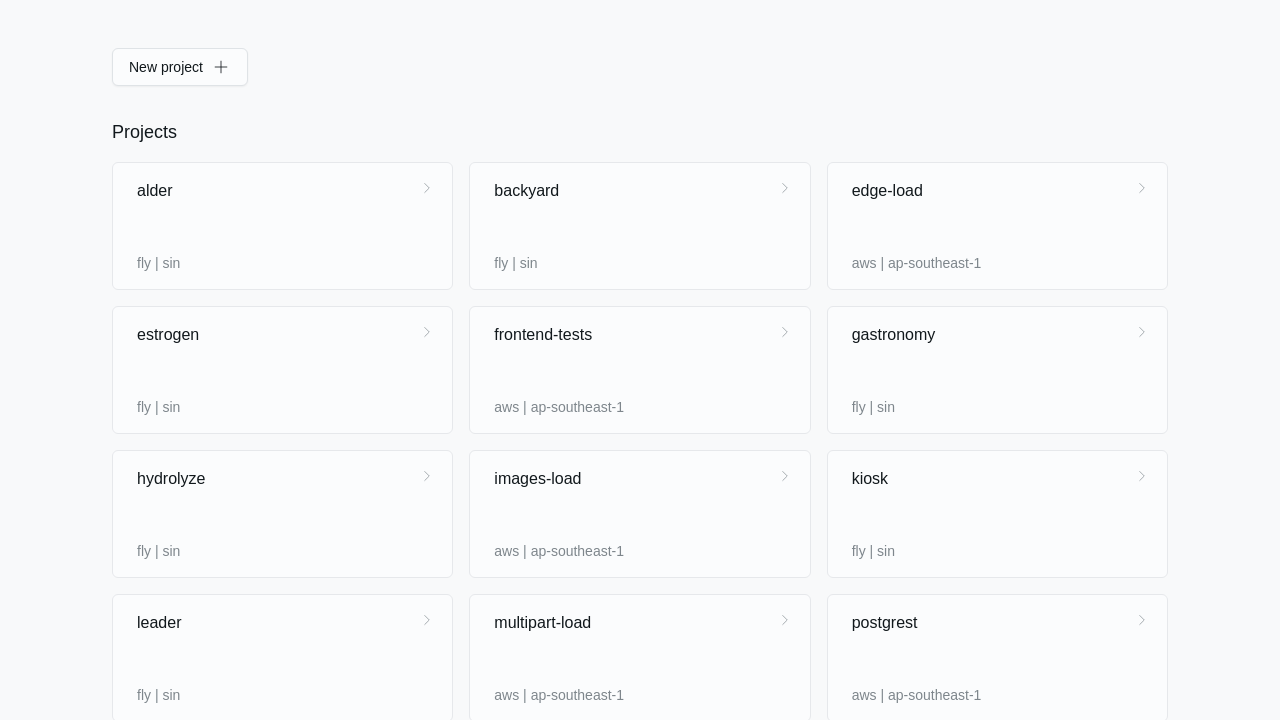 New project
Projects
alder
fly | sin
backyard
fly | sin
edge-load
aws | ap-southeast-1
estrogen
fly | sin
frontend-tests
aws | ap-southeast-1
gastronomy
fly | sin
hydrolyze
fly | sin
images-load
aws | ap-southeast-1
kiosk
fly | sin
leader
fly | sin
multipart-load
aws | ap-southeast-1
postgrest
aws | ap-southeast-1